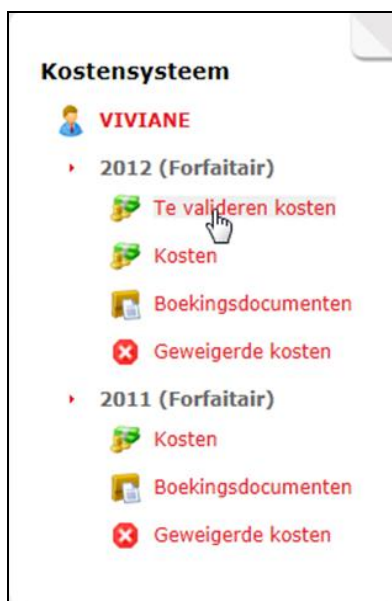 Kostensysteem
VIVIANE
2012 (Forfaitair)
Te valideren kosten
Kosten
Boekingsdocumenten
Geweigerde kosten
2011 (Forfaitair)
Kosten
Boekingsdocumenten
Geweigerde kosten